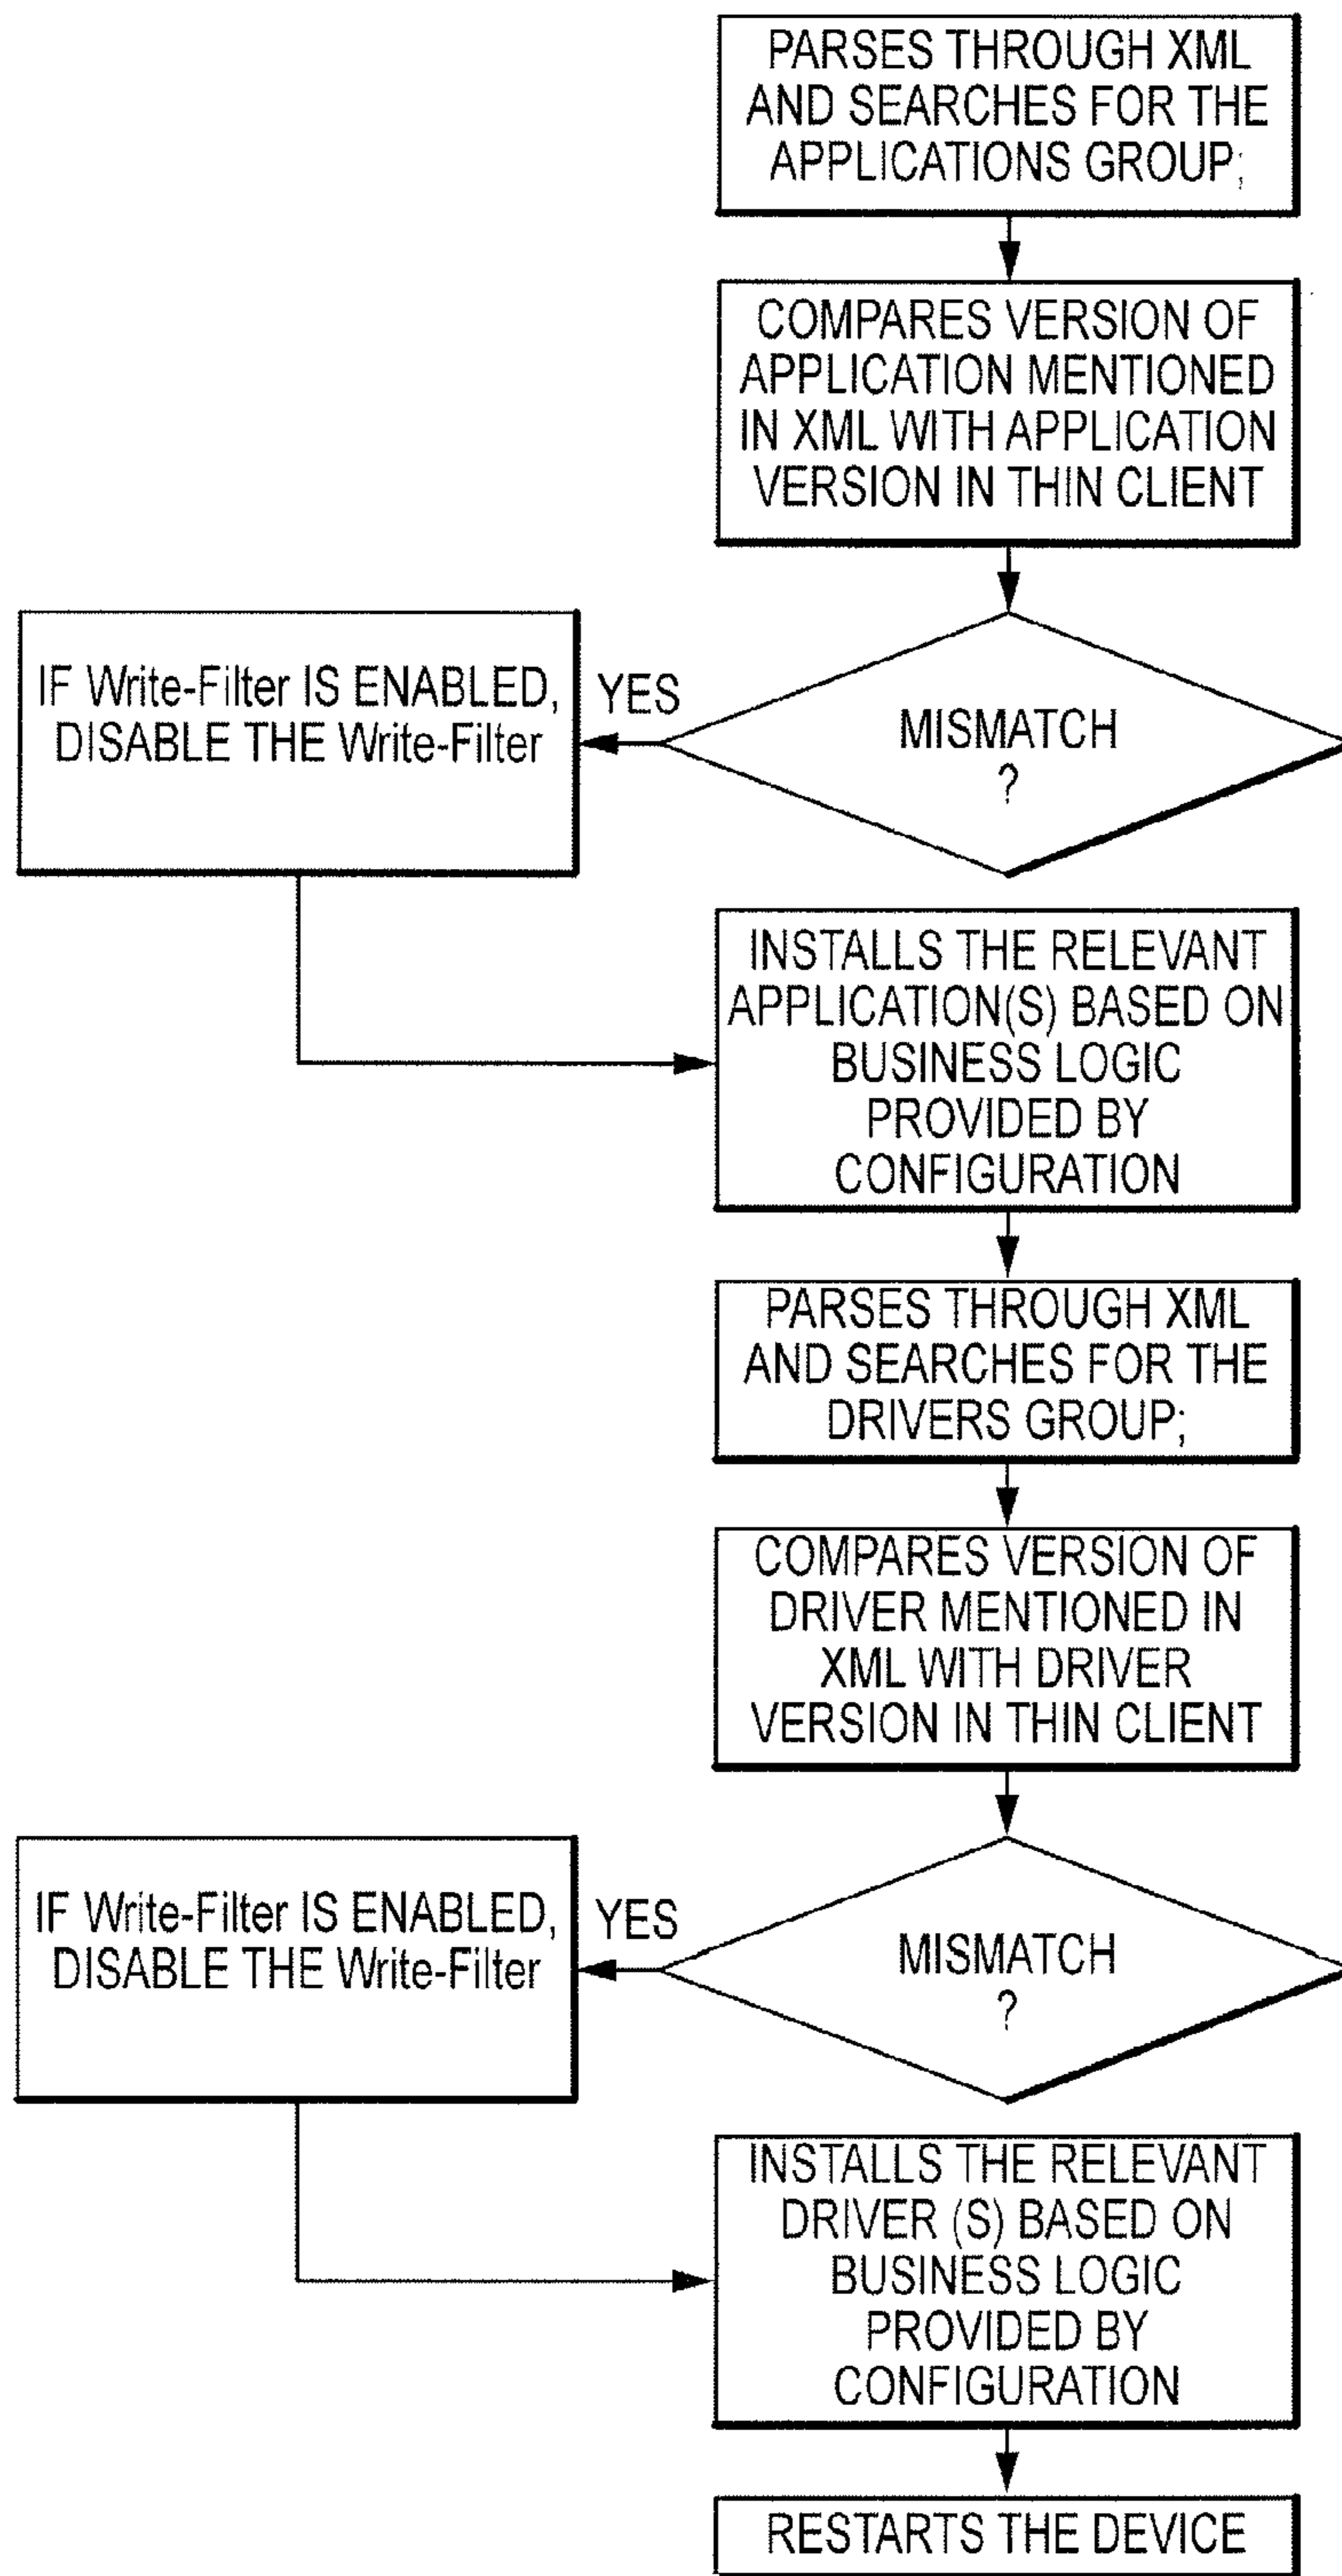 PARSES THROUGH XML
AND SEARCHES FOR THE
APPLICATIONS GROUP;
COMPARES VERSION OF
APPLICATION MENTIONED
IN XML WITH APPLICATION
VERSION IN THIN CLIENT
MISMATCH
?
YES
IF Write-Filter IS ENABLED,
DISABLE THE Write-Filter
INSTALLS THE RELEVANT
APPLICATION(S) BASED ON
BUSINESS LOGIC
PROVIDED BY
CONFIGURATION
PARSES THROUGH XML
AND SEARCHES FOR THE
DRIVERS GROUP;
COMPARES VERSION OF
DRIVER MENTIONED IN
XML WITH DRIVER
VERSION IN THIN CLIENT
MISMATCH
?
YES
IF Write-Filter IS ENABLED,
DISABLE THE Write-Filter
INSTALLS THE RELEVANT
DRIVER (S) BASED ON
BUSINESS LOGIC
PROVIDED BY
CONFIGURATION
RESTARTS THE DEVICE